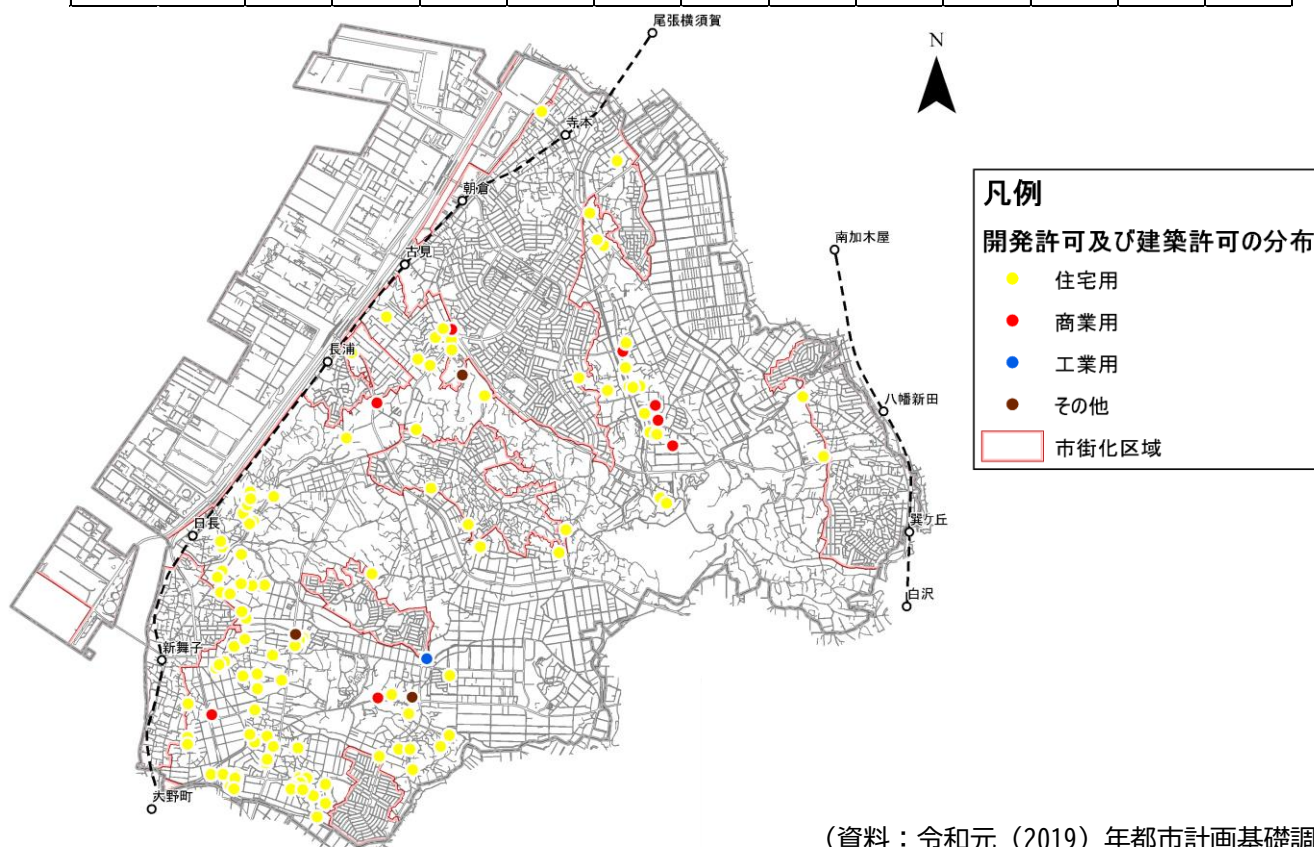 尾張横須賀
N
寺本
朝倉
古見
南加木屋
長浦
八幡新田
日長
巽ケ丘
白沢
新舞子
大野町
凡例
開発許可及び建築許可の分布
住宅用
商業用
工業用
その他
市街化区域
（資料：令和元（2019）年都市計画基礎調